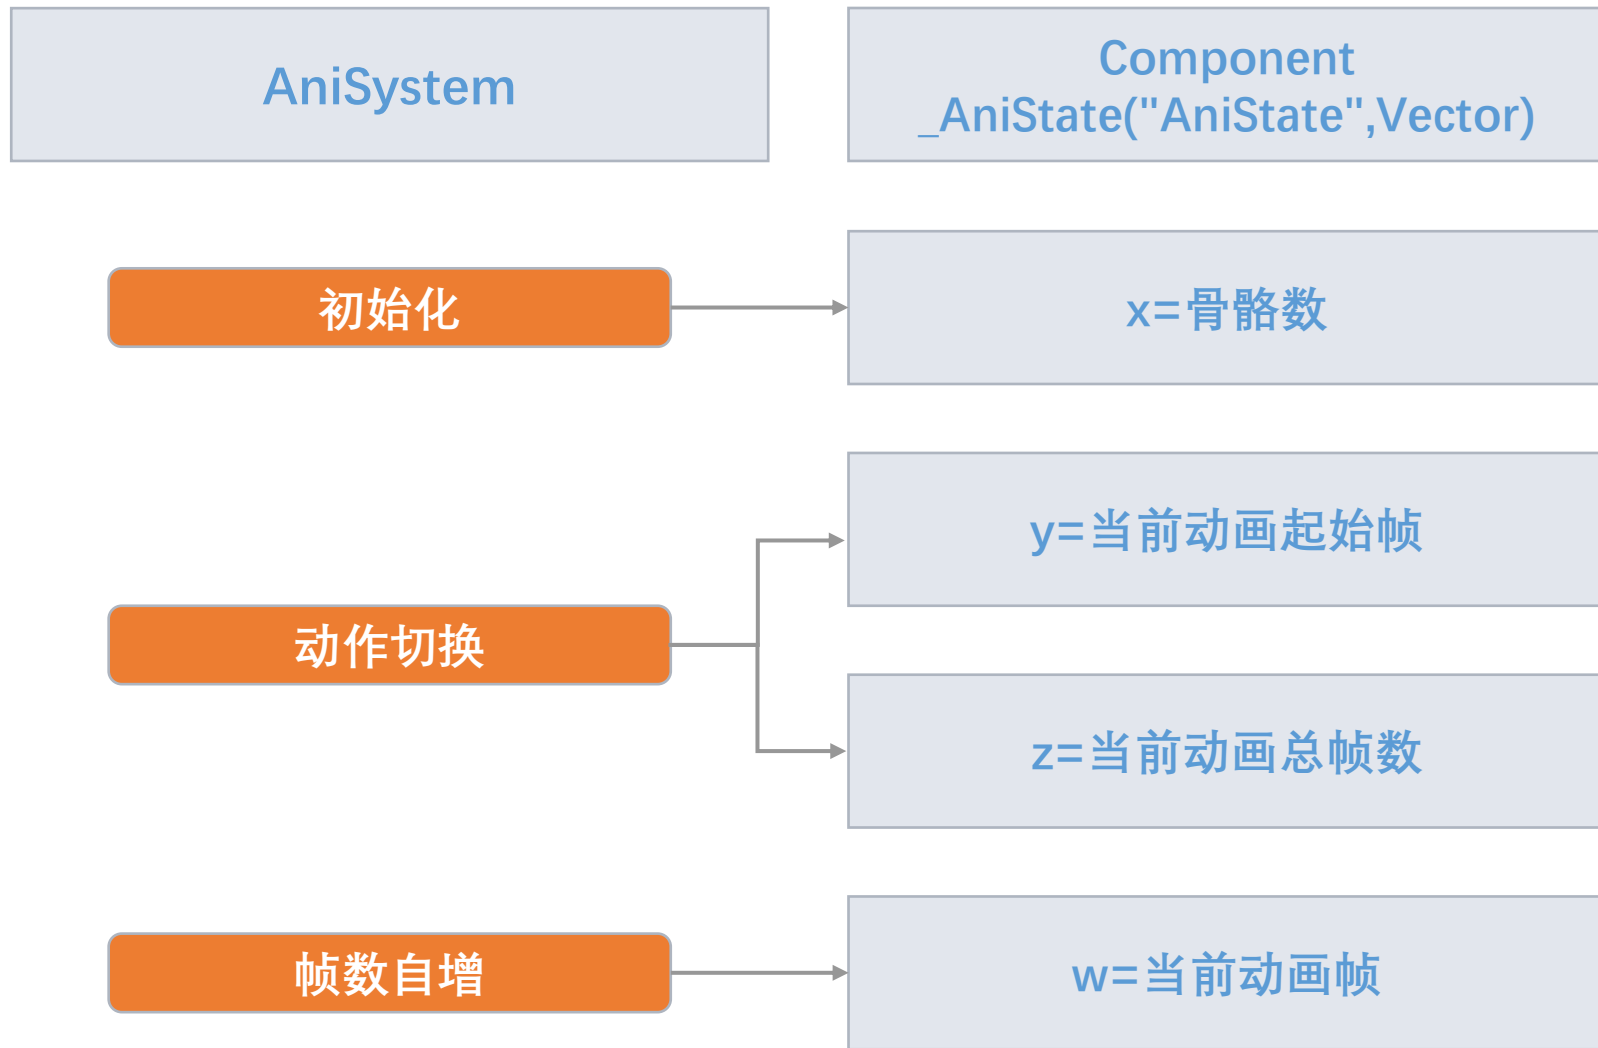 AniSystem
Component
_AniState("AniState",Vector)
初始化
x=骨骼数
动作切换
y=当前动画起始帧
z=当前动画总帧数
帧数自增
w=当前动画帧